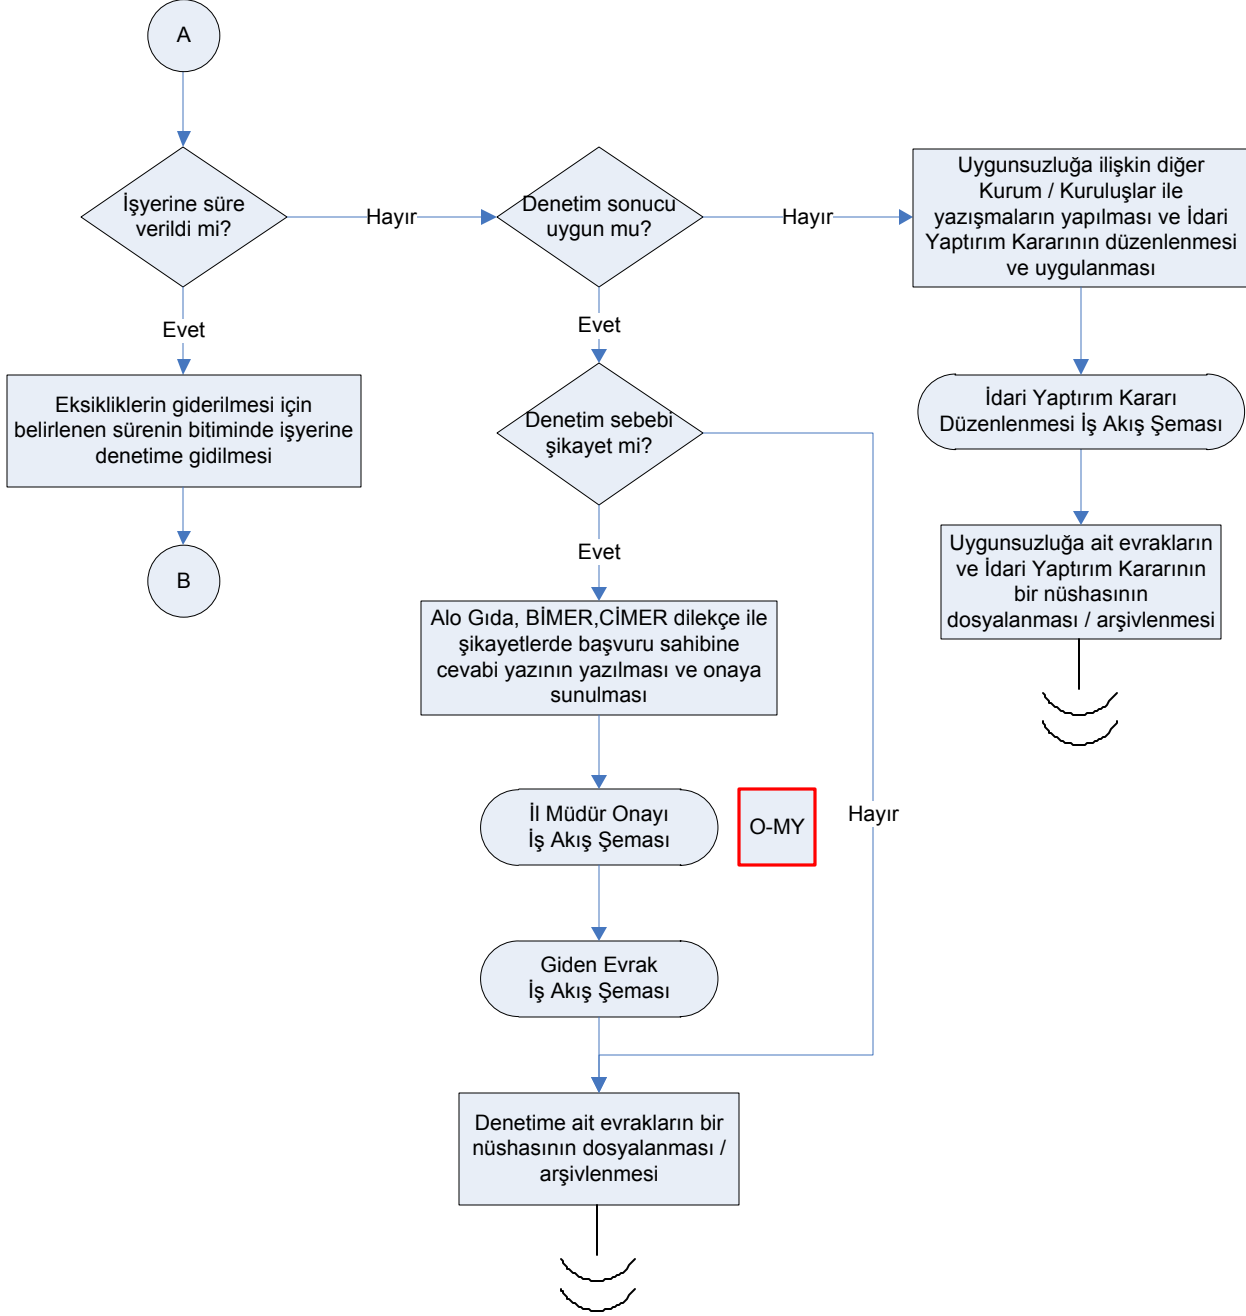 A
İşyerine süre
verildi mi?
Hayır
Denetim sonucu
uygun mu?
Hayır
Uygunsuzluğa ilişkin diğer
Kurum / Kuruluşlar ile
yazışmaların yapılması ve İdari
Yaptırım Kararının düzenlenmesi
ve uygulanması
Evet
Evet
Eksikliklerin giderilmesi için
belirlenen sürenin bitiminde işyerine
denetime gidilmesi
Denetim sebebi
şikayet mi?
İdari Yaptırım Kararı
Düzenlenmesi İş Akış Şeması
B
Evet
Uygunsuzluğa ait evrakların
ve İdari Yaptırım Kararının
bir nüshasının
dosyalanması / arşivlenmesi
Alo Gıda, BİMER,CİMER dilekçe ile
şikayetlerde başvuru sahibine
cevabi yazının yazılması ve onaya
sunulması
İl Müdür Onayı
İş Akış Şeması
O-MY
Hayır
Giden Evrak
İş Akış Şeması
Denetime ait evrakların bir
nüshasının dosyalanması /
arşivlenmesi